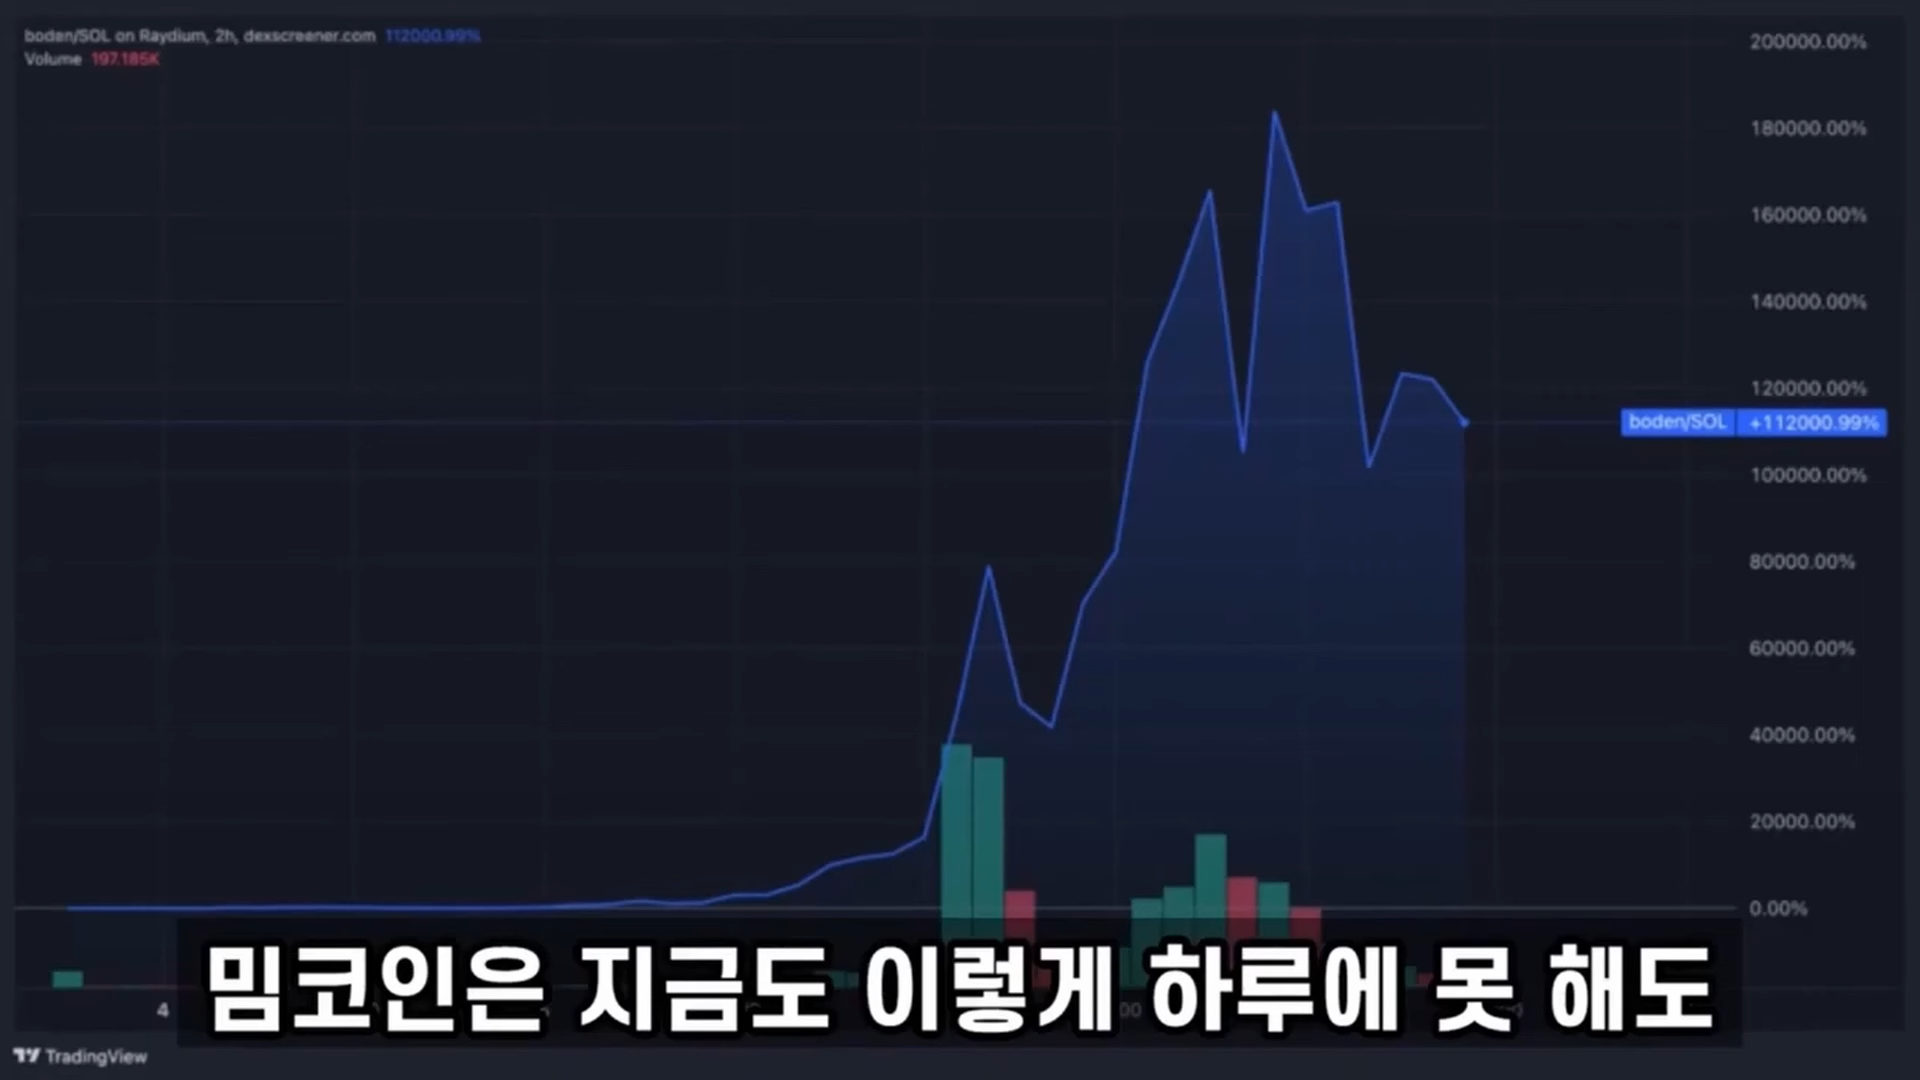 boden/SOL on Raydium, 2h, dexscreener.com 112000.99%
Volume 197.185K
200000.00%
180000.00%
160000.00%
140000.00%
120000.00%
boden/SOL +112000.99%
100000.00%
80000.00%
60000.00%
40000.00%
20000.00%
0.00%
밈코인은 지금도 이렇게 하루에 못 해도
4
TradingView